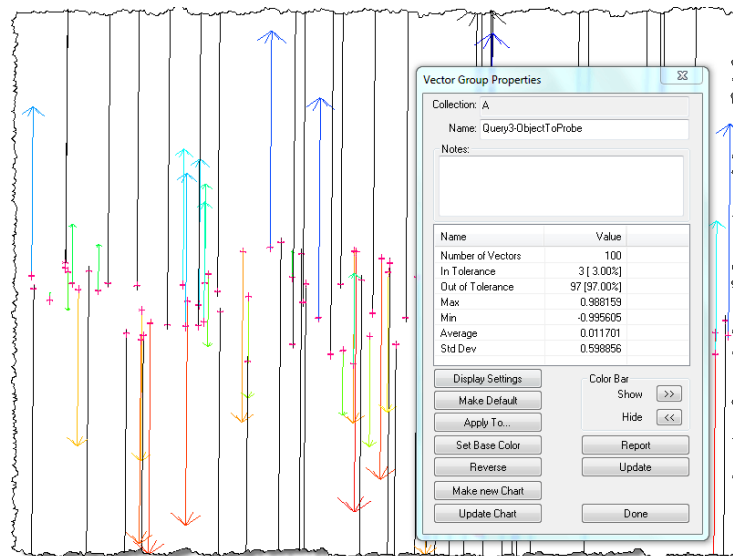 Vector Group Properties
Collection: A
Name: Query3-ObjectToProbe
Notes:
Name Value
Number of Vectors 100
In Tolerance 3 [ 3.00%]
Out of Tolerance 97 [97.00%]
Max 0.988159
Min -0.995605
Average 0.011701
Std Dev 0.598856
Display Settings
Make Default
Apply To...
Set Base Color
Reverse
Make new Chart
Update Chart
Color Bar
Show >>
Hide <<
Report
Update
Done